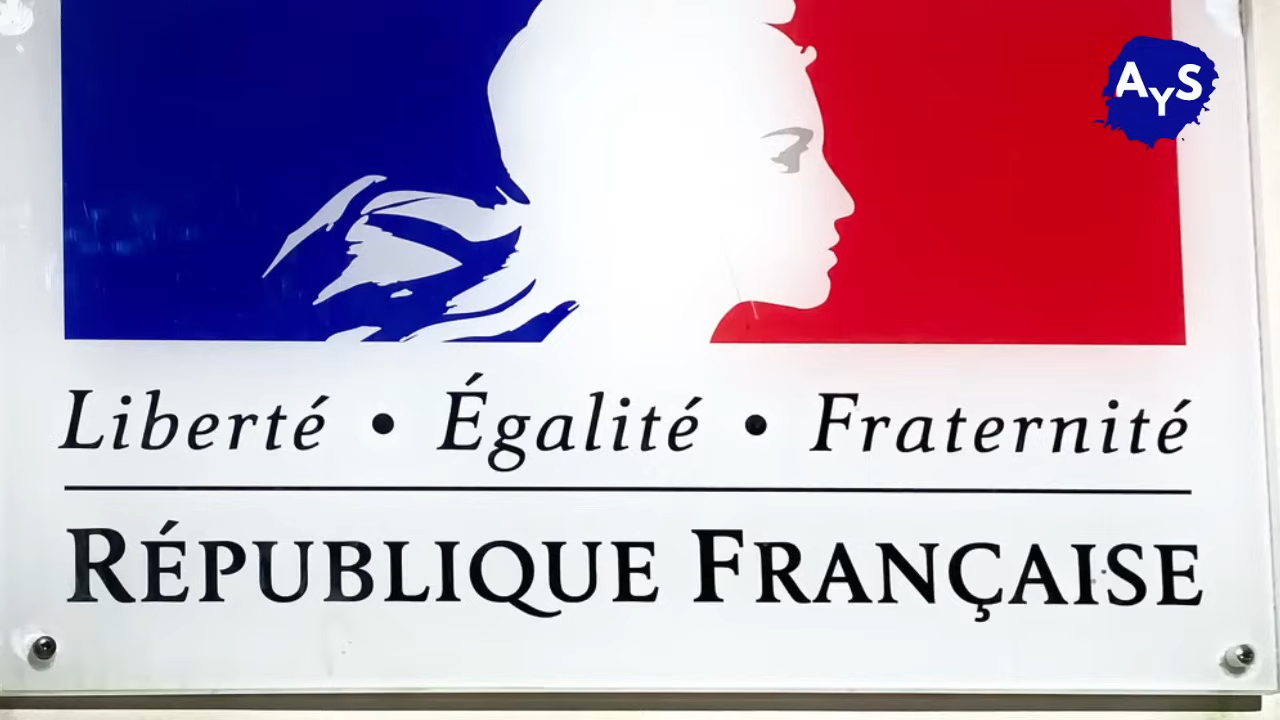 AYS
Liberté • Égalité • Fraternité
RÉPUBLIQUE FRANÇAISE